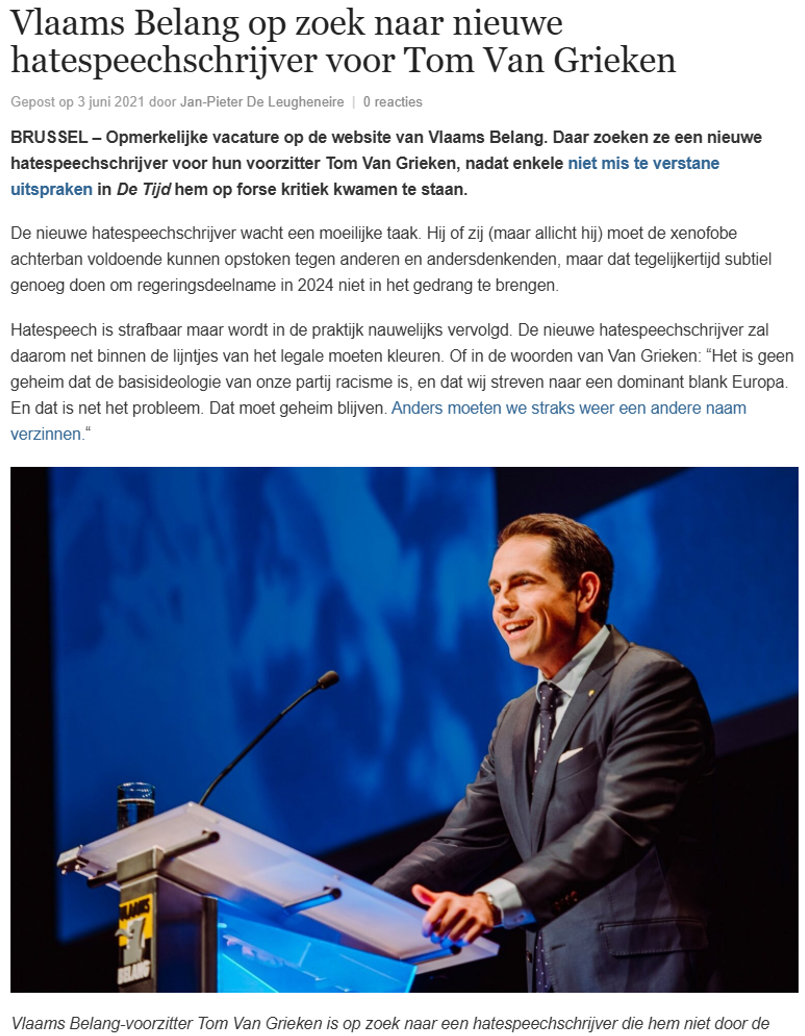 Vlaams Belang op zoek naar nieuwe
hatespeechschrijver voor Tom Van Grieken
Gepost op 3 juni 2021 door Jan-Pieter De Leugheneire | 0 reacties
BRUSSEL – Opmerkelijke vacature op de website van Vlaams Belang. Daar zoeken ze een nieuwe
hatespeechschrijver voor hun voorzitter Tom Van Grieken, nadat enkele niet mis te verstane
uitspraken in De Tijd hem op forse kritiek kwamen te staan.
De nieuwe hatespeechschrijver wacht een moeilijke taak. Hij of zij (maar allicht hij) moet de xenofobe
achterban voldoende kunnen opstoken tegen anderen en andersdenkenden, maar dat tegelijkertijd subtiel
genoeg doen om regeringsdeelname in 2024 niet in het gedrang te brengen.
Hatespeech is strafbaar maar wordt in de praktijk nauwelijks vervolgd. De nieuwe hatespeechschrijver zal
daarom net binnen de lijntjes van het legale moeten kleuren. Of in de woorden van Van Grieken: “Het is geen
geheim dat de basisideologie van onze partij racisme is, en dat wij streven naar een dominant blank Europa.
En dat is net het probleem. Dat moet geheim blijven. Anders moeten we straks weer een andere naam
verzinnen.“
VLAAMS
BELANG
Vlaams Belang-voorzitter Tom Van Grieken is op zoek naar een hatespeechschrijver die hem niet door de